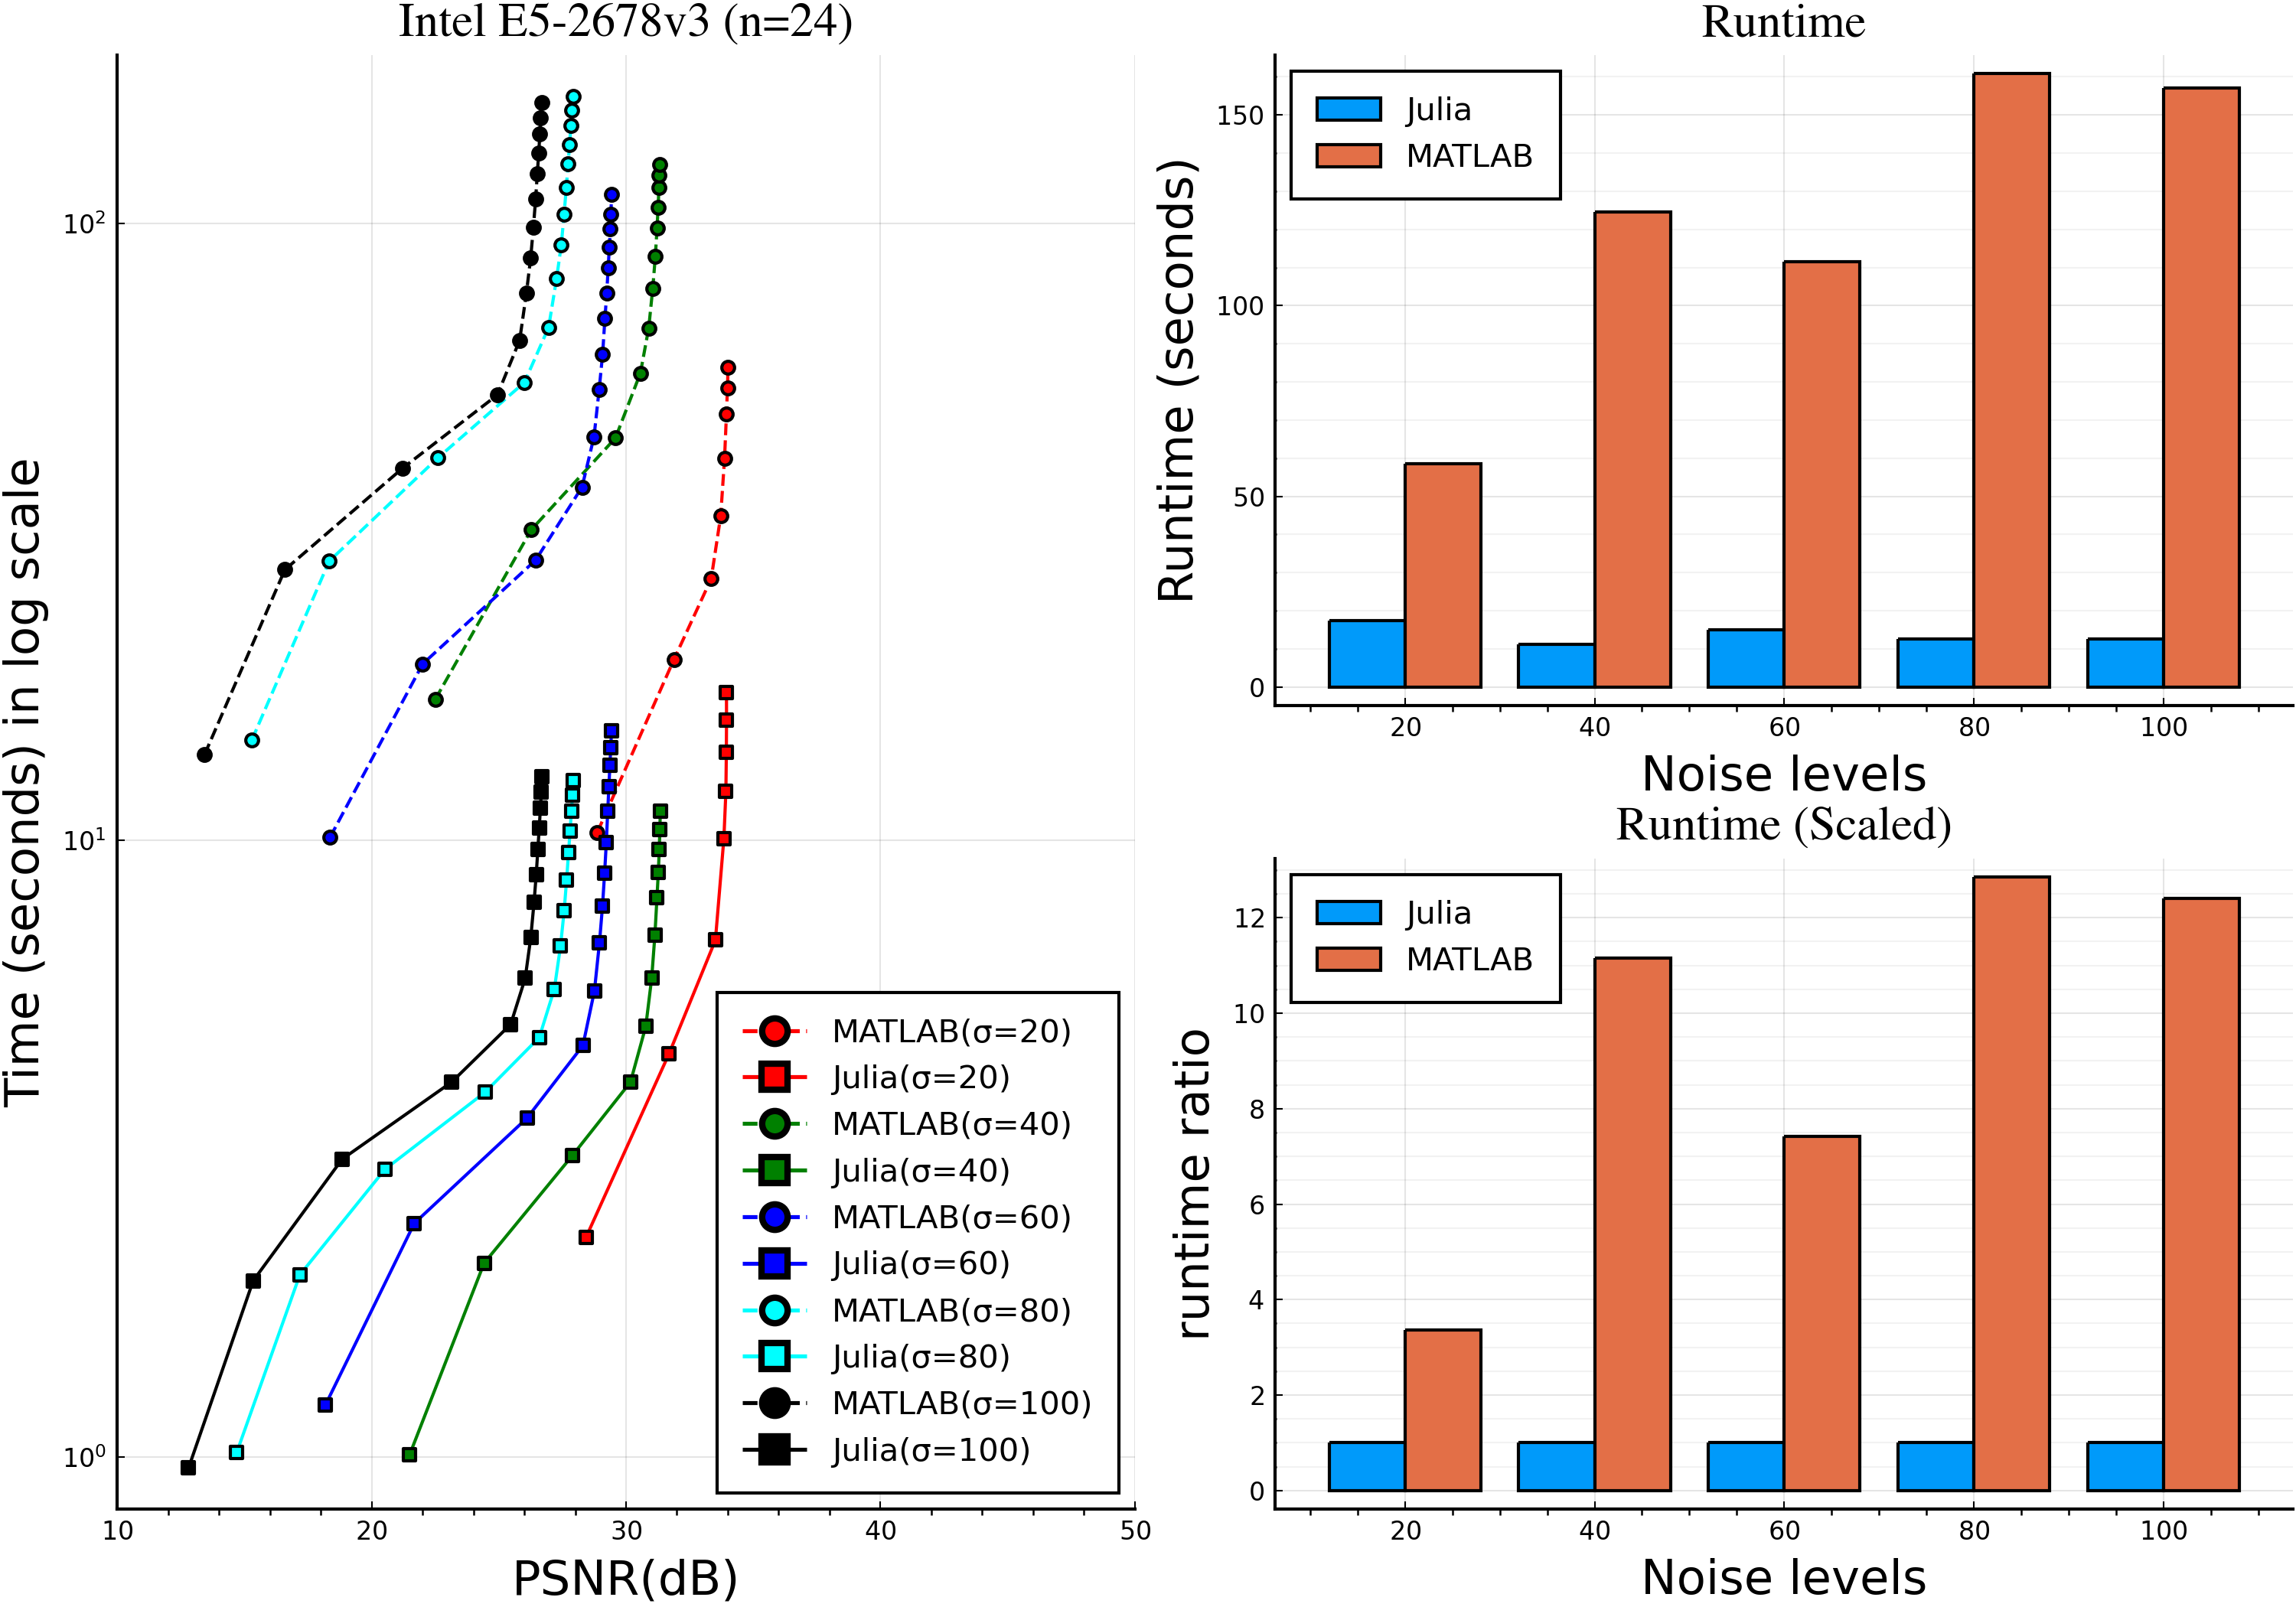 Intel E5-2678v3 (n=24)
Time (seconds) in log scale
10²
10¹
10⁰
MATLAB(σ=20)
Julia(σ=20)
MATLAB(σ=40)
Julia(σ=40)
MATLAB(σ=60)
Julia(σ=60)
MATLAB(σ=80)
Julia(σ=80)
MATLAB(σ=100)
Julia(σ=100)
10 20 30 40 50
PSNR(dB)
Runtime
Runtime (seconds)
150
100
50
0
Julia
MATLAB
20 40 60 80 100
Noise levels
Runtime (Scaled)
runtime ratio
12
10
8
6
4
2
0
Julia
MATLAB
20 40 60 80 100
Noise levels